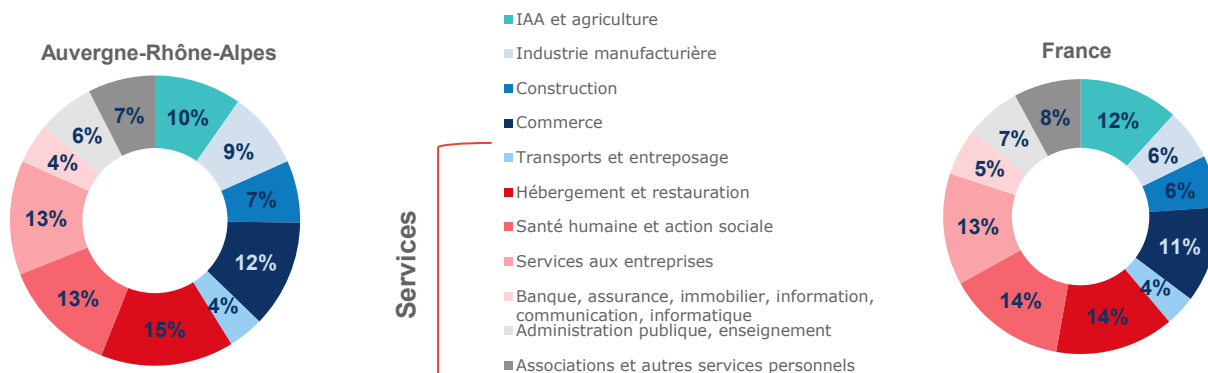 Auvergne-Rhône-Alpes
10%
9%
7%
12%
4%
15%
13%
13%
4%
6%
7%
Services
IAA et agriculture
Industrie manufacturière
Construction
Commerce
Transports et entreposage
Hébergement et restauration
Santé humaine et action sociale
Services aux entreprises
Banque, assurance, immobilier, information,
communication, informatique
Administration publique, enseignement
Associations et autres services personnels
France
12%
6%
6%
11%
4%
14%
14%
13%
5%
7%
8%